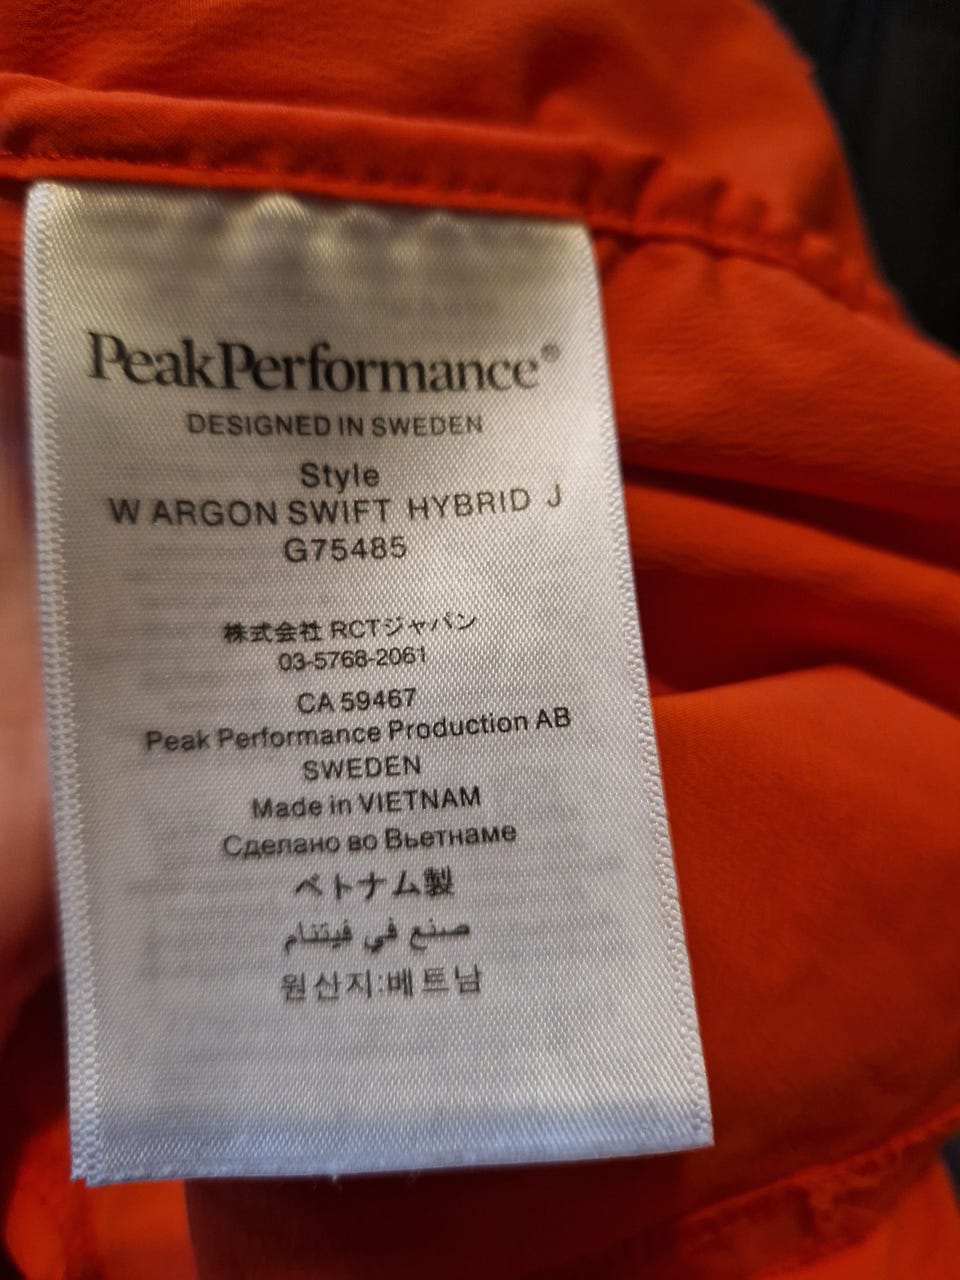 PeakPerformance®
DESIGNED IN SWEDEN
Style
W ARGON SWIFT HYBRID J
G75485
株式会社 RCTジャパン
03-5768-2061
CA 59467
Peak Performance Production AB
SWEDEN
Made in VIETNAM
Сделано во Вьетнаме
ベトナム製
صنع في فيتنام
원산지:베트남